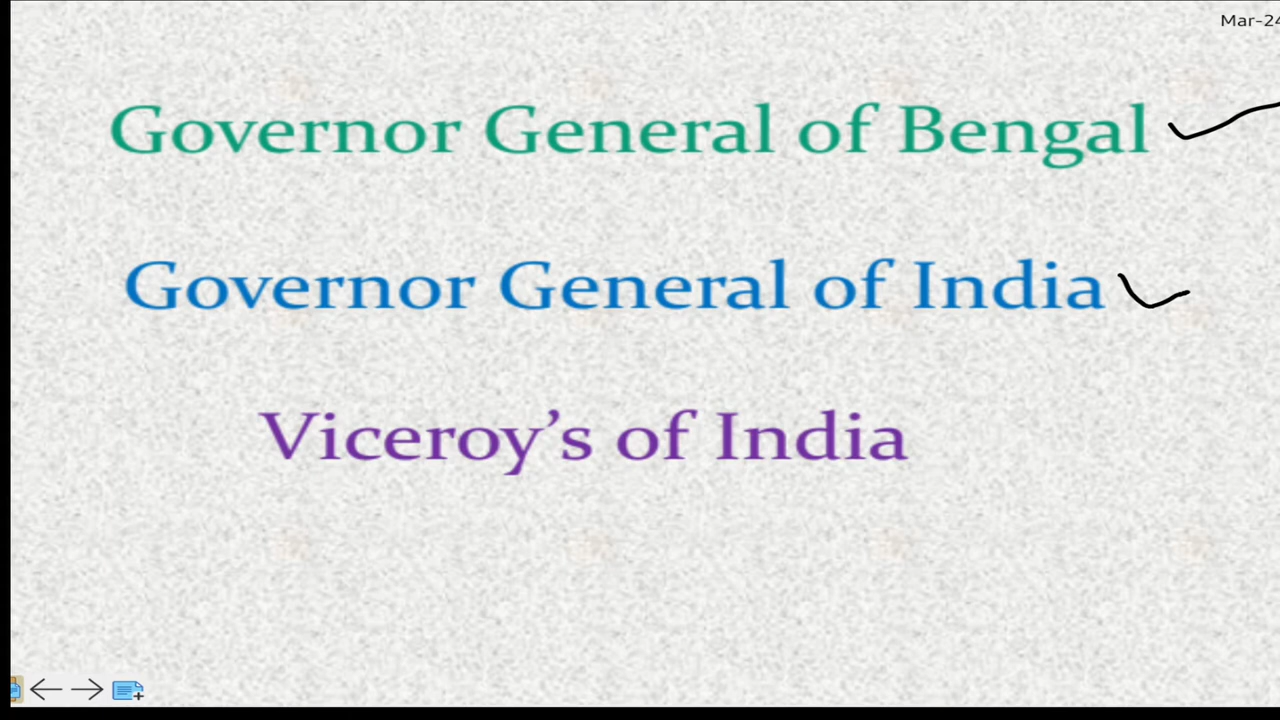 Mar-24
Governor General of Bengal
Governor General of India
Viceroy’s of India